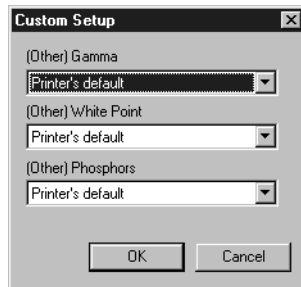 Custom Setup
(Other) Gamma
Printer's default
(Other) White Point
Printer's default
(Other) Phosphors
Printer's default
OK Cancel